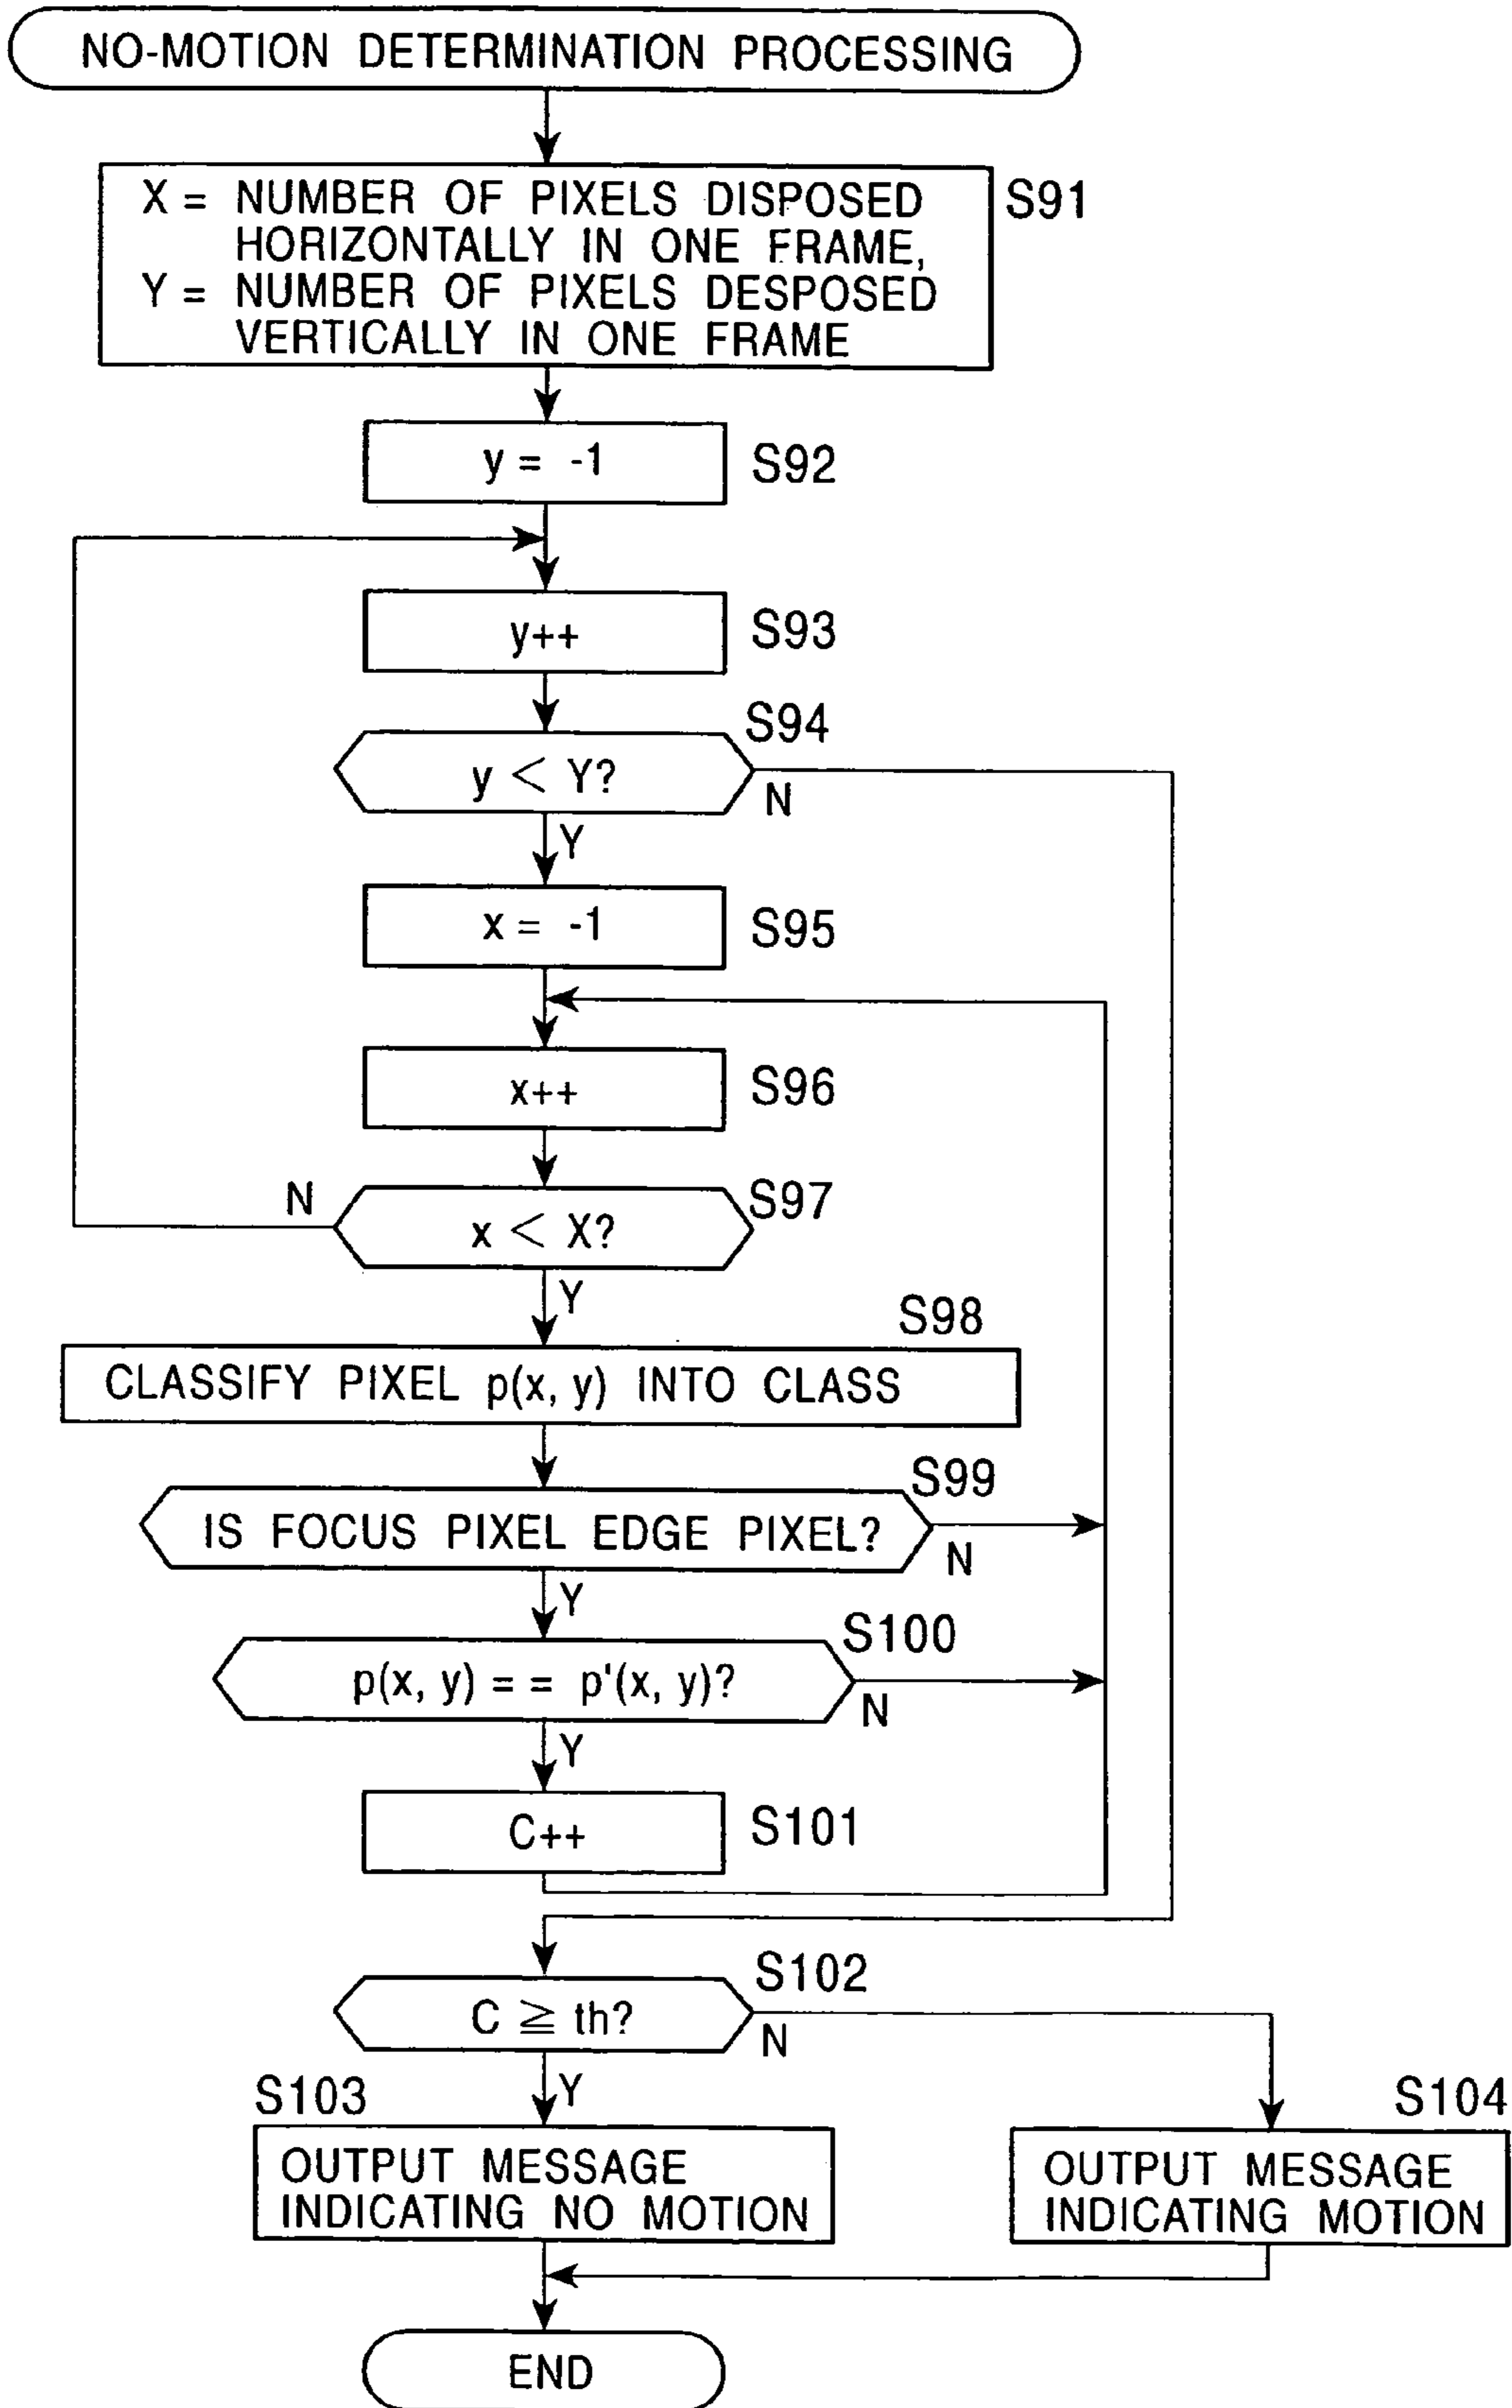 NO-MOTION DETERMINATION PROCESSING
X = NUMBER OF PIXELS DISPOSED
HORIZONTALLY IN ONE FRAME,
Y = NUMBER OF PIXELS DESPOSED
VERTICALLY IN ONE FRAME
S91
y = -1
S92
y++
S93
S94
y < Y?
N
Y
x = -1
S95
x++
S96
N
S97
x < X?
Y
S98
CLASSIFY PIXEL p(x, y) INTO CLASS
S99
IS FOCUS PIXEL EDGE PIXEL?
N
Y
S100
p(x, y) = = p'(x, y)?
N
Y
C++
S101
S102
C ≧ th?
N
Y
S103
OUTPUT MESSAGE
INDICATING NO MOTION
S104
OUTPUT MESSAGE
INDICATING MOTION
END